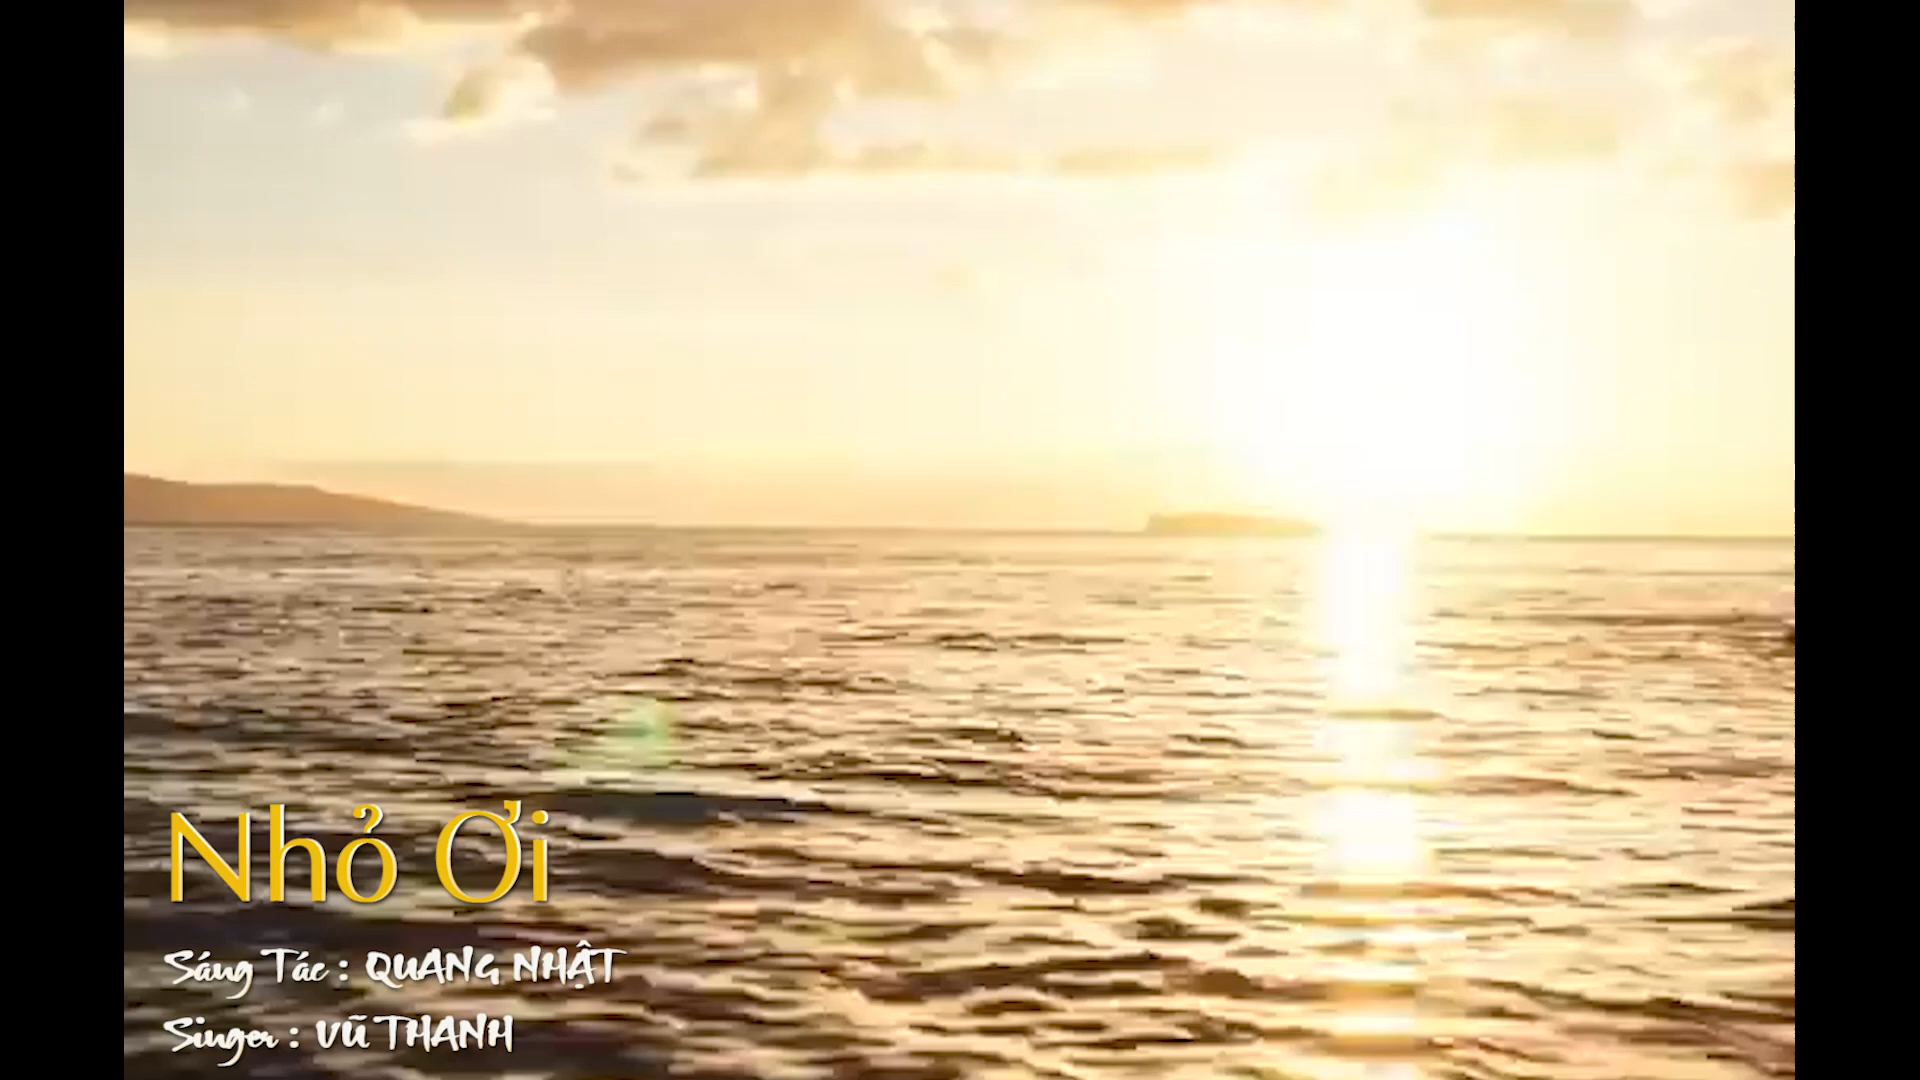 Nhỏ Ơi
Sáng Tác : QUANG NHẬT
Singer : VŨ THANH